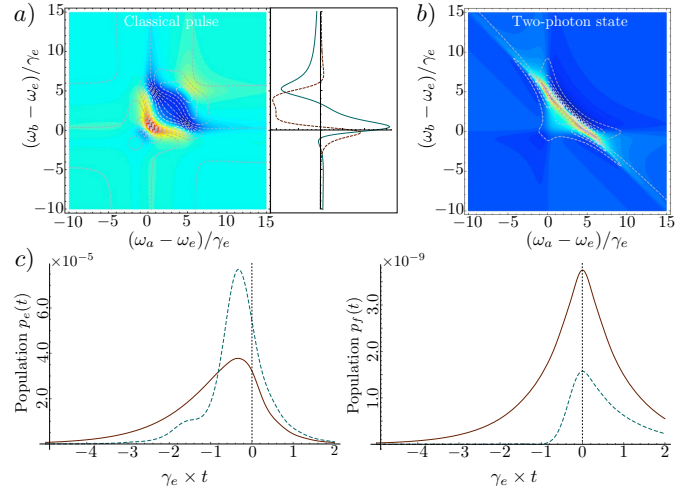 a)
Classical pulse
15
10
5
0
−5
−10
(ω_b − ω_e)/γ_e
−10 −5 0 5 10 15
(ω_a − ω_e)/γ_e
b)
Two-photon state
15
10
5
0
−5
−10
(ω_b − ω_e)/γ_e
−10 −5 0 5 10 15
(ω_a − ω_e)/γ_e
c)
×10⁻⁵
6.0
4.0
2.0
Population p_e(t)
−4 −3 −2 −1 0 1 2
γ_e × t
×10⁻⁹
3.0
2.0
1.0
Population p_f(t)
−4 −3 −2 −1 0 1 2
γ_e × t